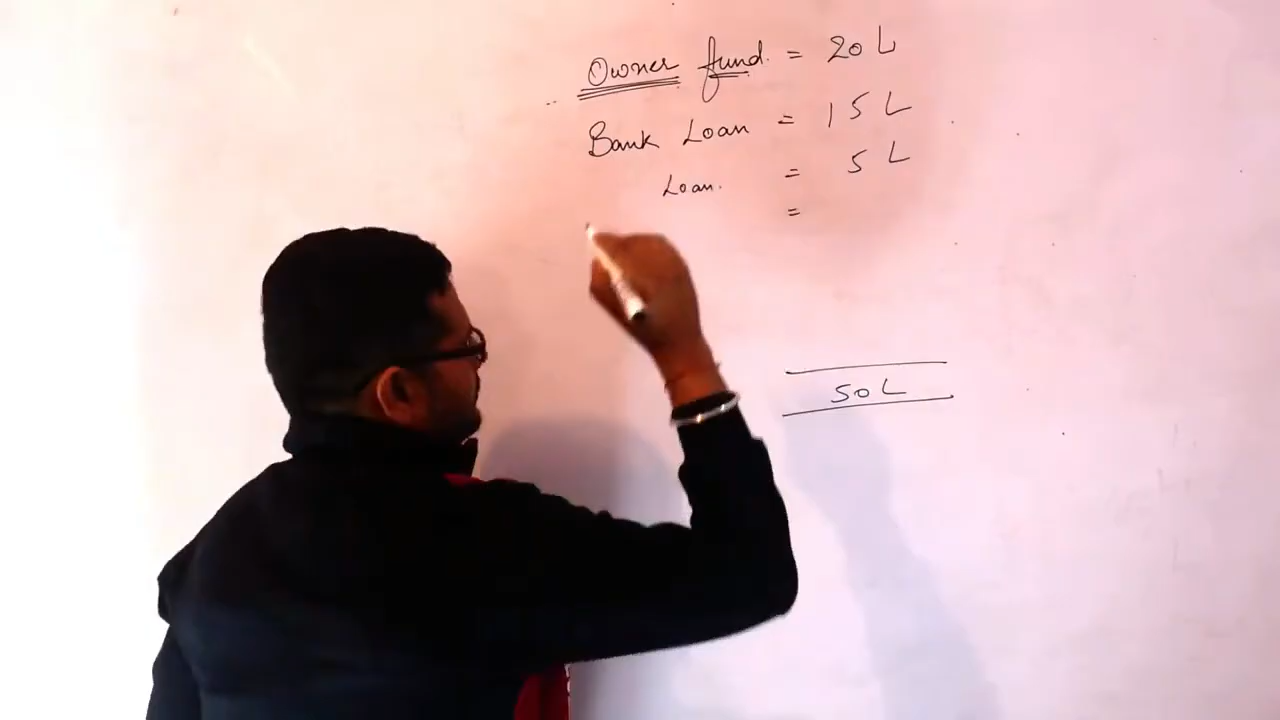 Owner fund. = 20 L
Bank Loan = 15 L
Loan. = 5 L
=
50 L